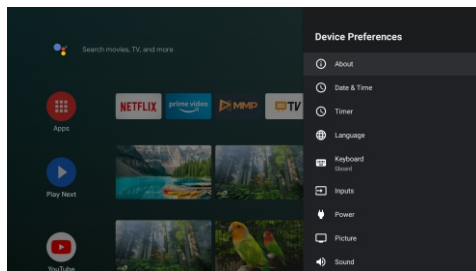 Device Preferences
Search movies, TV, and more
About
Date & Time
NETFLIX
prime video
MMP
TV
Timer
Apps
Language
Keyboard
Gboard
Play Next
Inputs
Power
Picture
YouTube
Sound